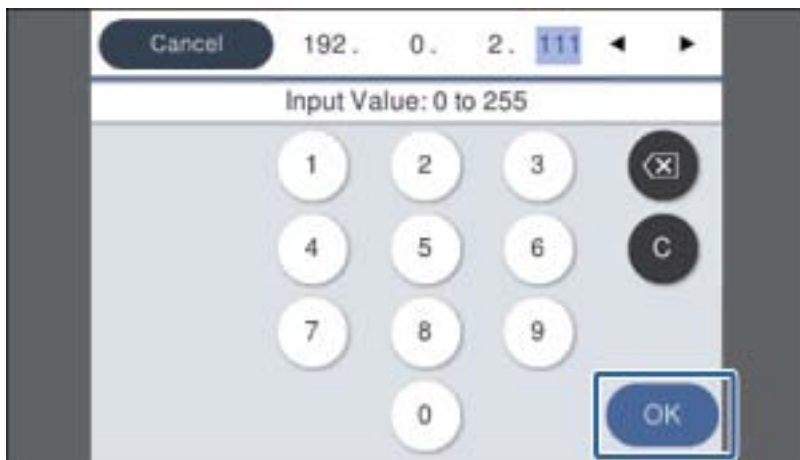 Cancel 192. 0. 2. 111 ◄ ►
Input Value: 0 to 255
1 2 3
4 5 6 C
7 8 9
0 OK